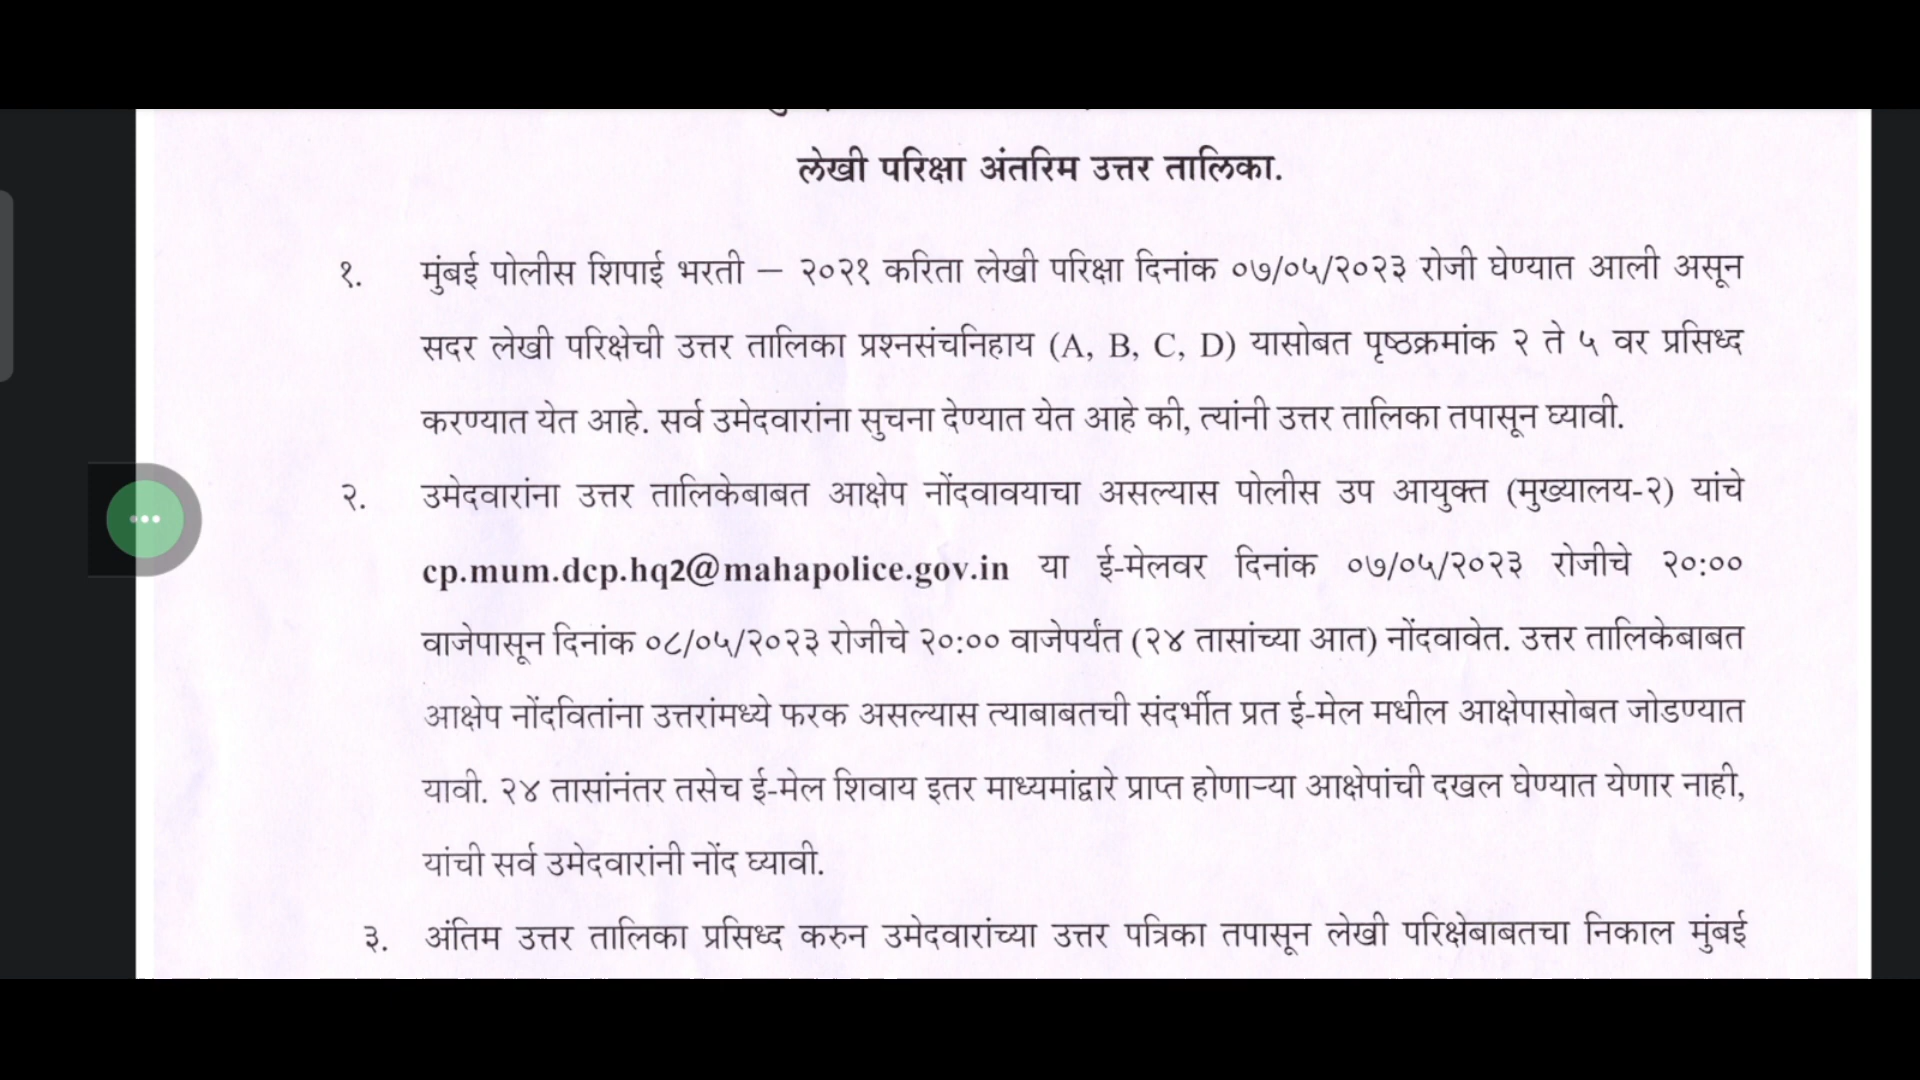 लेखी परिक्षा अंतरिम उत्तर तालिका.
१. मुंबई पोलीस शिपाई भरती – २०२१ करिता लेखी परिक्षा दिनांक ०७/०५/२०२३ रोजी घेण्यात आली असून
सदर लेखी परिक्षेची उत्तर तालिका प्रश्नसंचनिहाय (A, B, C, D) यासोबत पृष्ठक्रमांक २ ते ५ वर प्रसिध्द
करण्यात येत आहे. सर्व उमेदवारांना सुचना देण्यात येत आहे की, त्यांनी उत्तर तालिका तपासून घ्यावी.
२. उमेदवारांना उत्तर तालिकेबाबत आक्षेप नोंदवावयाचा असल्यास पोलीस उप आयुक्त (मुख्यालय-२) यांचे
cp.mum.dcp.hq2@mahapolice.gov.in या ई-मेलवर दिनांक ०७/०५/२०२३ रोजीचे २०:००
वाजेपासून दिनांक ०८/०५/२०२३ रोजीचे २०:०० वाजेपर्यंत (२४ तासांच्या आत) नोंदवावेत. उत्तर तालिकेबाबत
आक्षेप नोंदवितांना उत्तरांमध्ये फरक असल्यास त्याबाबतची संदर्भीत प्रत ई-मेल मधील आक्षेपासोबत जोडण्यात
यावी. २४ तासांनंतर तसेच ई-मेल शिवाय इतर माध्यमांद्वारे प्राप्त होणाऱ्या आक्षेपांची दखल घेण्यात येणार नाही,
यांची सर्व उमेदवारांनी नोंद घ्यावी.
३. अंतिम उत्तर तालिका प्रसिध्द करुन उमेदवारांच्या उत्तर पत्रिका तपासून लेखी परिक्षेबाबतचा निकाल मुंबई